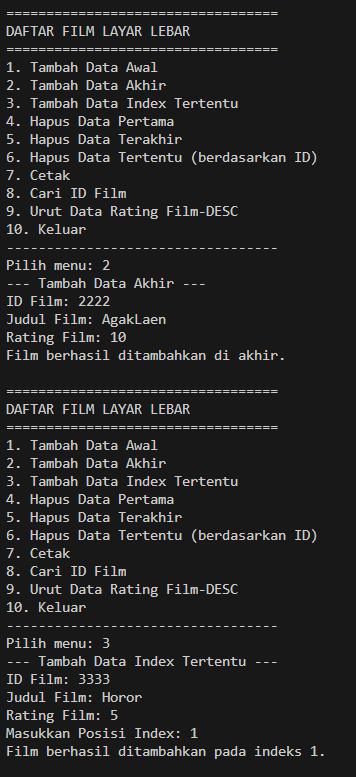 ==================================
DAFTAR FILM LAYAR LEBAR
==================================
1. Tambah Data Awal
2. Tambah Data Akhir
3. Tambah Data Index Tertentu
4. Hapus Data Pertama
5. Hapus Data Terakhir
6. Hapus Data Tertentu (berdasarkan ID)
7. Cetak
8. Cari ID Film
9. Urut Data Rating Film-DESC
10. Keluar
----------------------------------
Pilih menu: 2
--- Tambah Data Akhir ---
ID Film: 2222
Judul Film: AgakLaen
Rating Film: 10
Film berhasil ditambahkan di akhir.
==================================
DAFTAR FILM LAYAR LEBAR
==================================
1. Tambah Data Awal
2. Tambah Data Akhir
3. Tambah Data Index Tertentu
4. Hapus Data Pertama
5. Hapus Data Terakhir
6. Hapus Data Tertentu (berdasarkan ID)
7. Cetak
8. Cari ID Film
9. Urut Data Rating Film-DESC
10. Keluar
----------------------------------
Pilih menu: 3
--- Tambah Data Index Tertentu ---
ID Film: 3333
Judul Film: Horor
Rating Film: 5
Masukkan Posisi Index: 1
Film berhasil ditambahkan pada indeks 1.